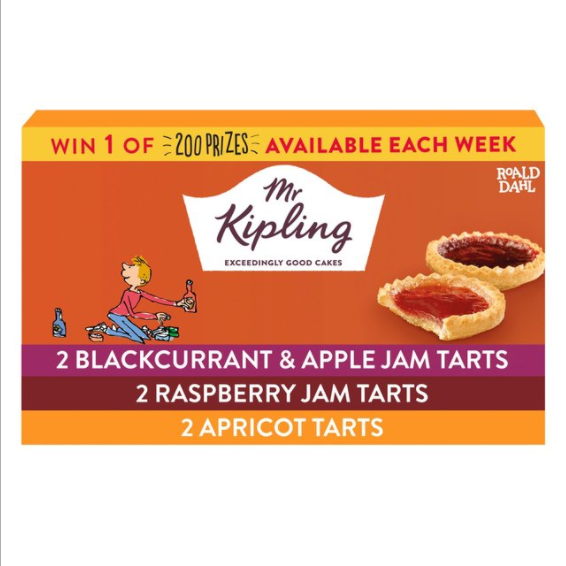 WIN 1 OF 200 PRIZES AVAILABLE EACH WEEK
ROALD
DAHL
Mr
Kipling
EXCEEDINGLY GOOD CAKES
2 BLACKCURRANT & APPLE JAM TARTS
2 RASPBERRY JAM TARTS
2 APRICOT TARTS